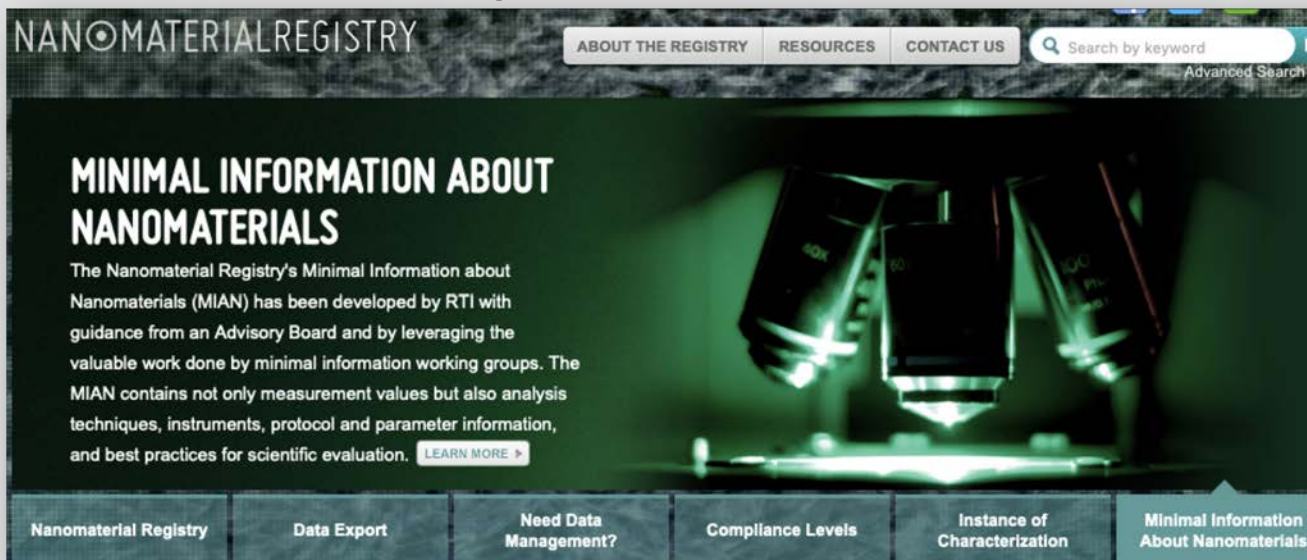 NANOMATERIALREGISTRY
ABOUT THE REGISTRY RESOURCES CONTACT US Search by keyword
Advanced Search
MINIMAL INFORMATION ABOUT
NANOMATERIALS
The Nanomaterial Registry's Minimal Information about
Nanomaterials (MIAN) has been developed by RTI with
guidance from an Advisory Board and by leveraging the
valuable work done by minimal information working groups. The
MIAN contains not only measurement values but also analysis
techniques, instruments, protocol and parameter information,
and best practices for scientific evaluation. LEARN MORE
60X 60 100
Nanomaterial Registry Data Export Need Data Management? Compliance Levels Instance of Characterization Minimal Information About Nanomaterials